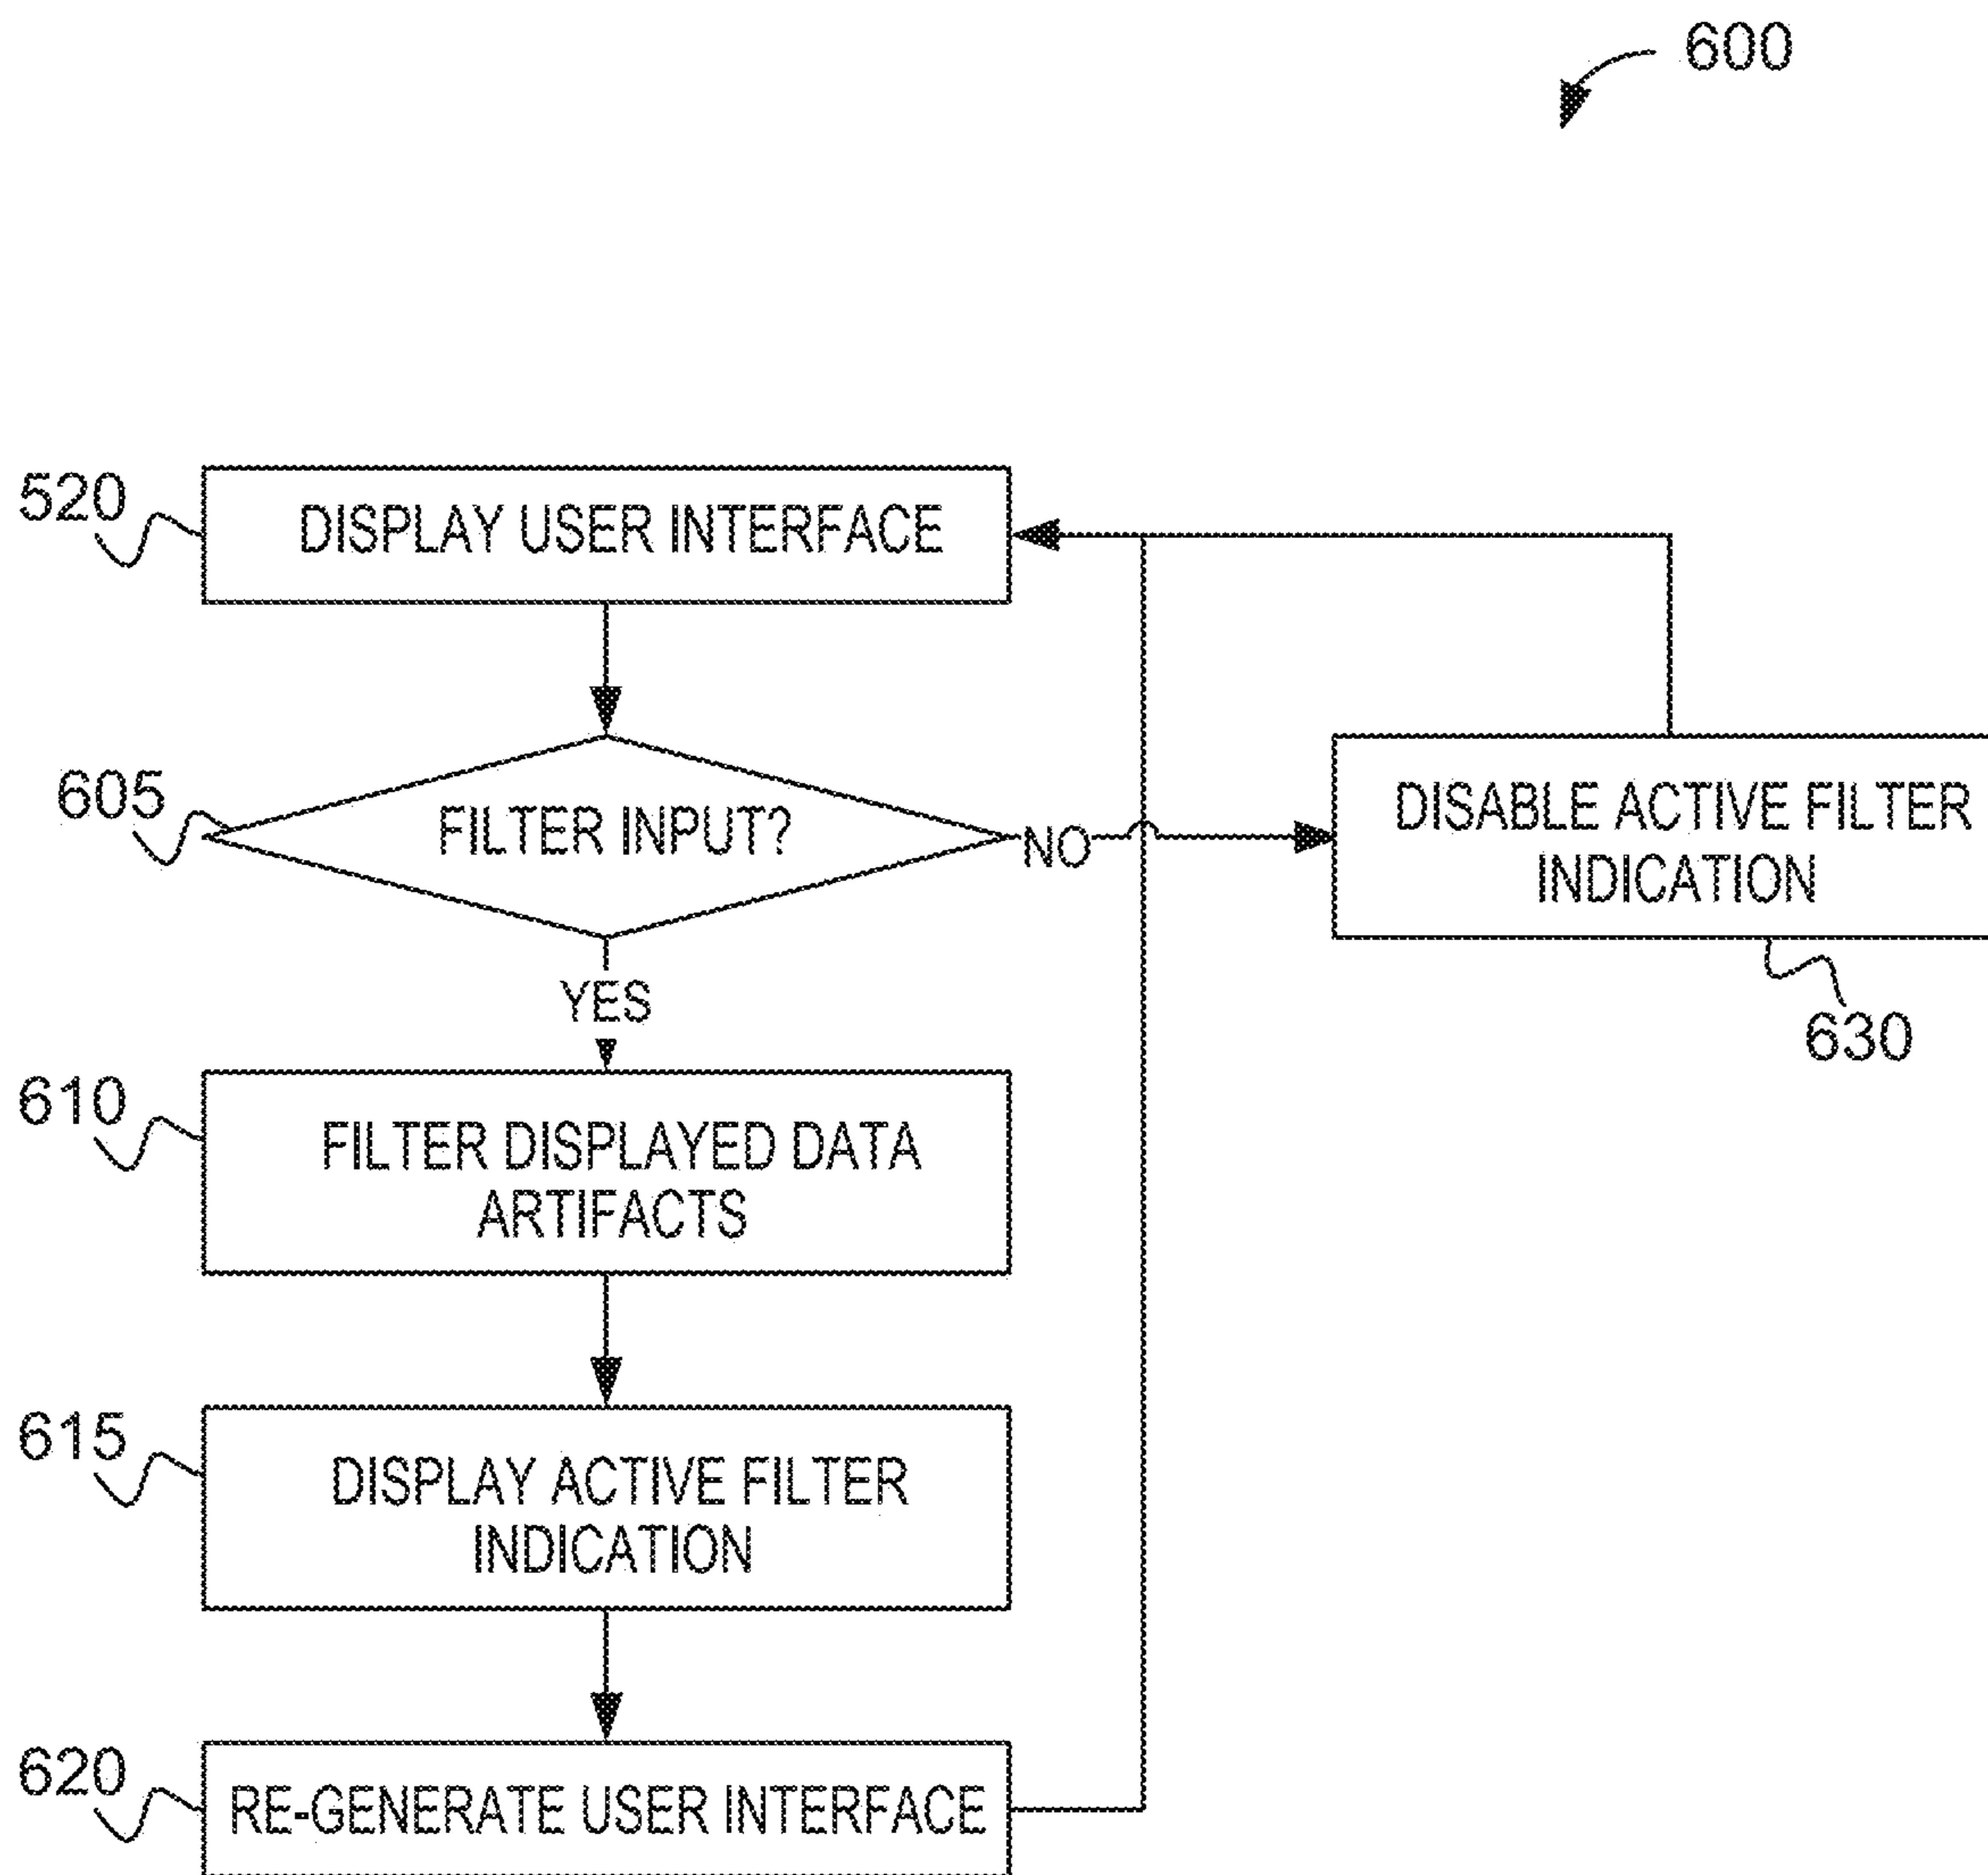 600
520
DISPLAY USER INTERFACE
605
FILTER INPUT?
NO
DISABLE ACTIVE FILTER
INDICATION
630
YES
610
FILTER DISPLAYED DATA
ARTIFACTS
615
DISPLAY ACTIVE FILTER
INDICATION
620
RE-GENERATE USER INTERFACE